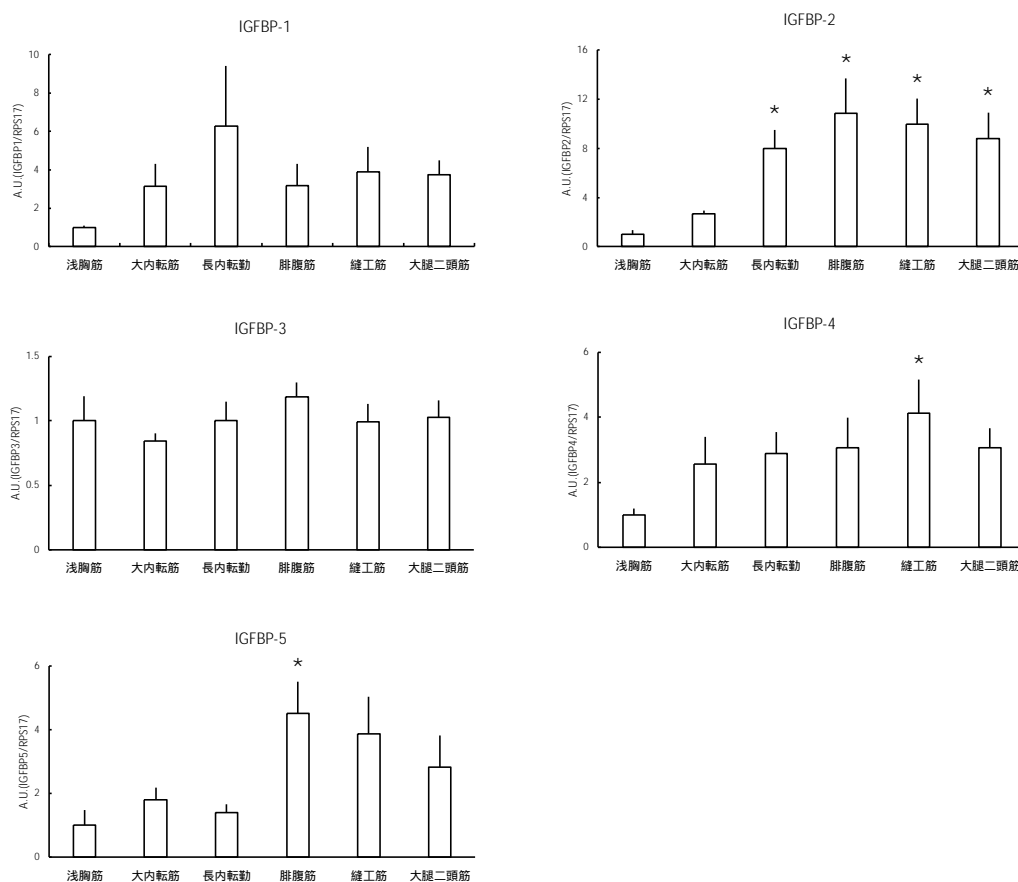 IGFBP-1
A.U.(IGFBP1/RPS17)
10
8
6
4
2
0
浅胸筋 大内転筋 長内転勤 腓腹筋 縫工筋 大腿二頭筋
IGFBP-2
A.U.(IGFBP2/RPS17)
16
12
8
4
0
* * * *
浅胸筋 大内転筋 長内転勤 腓腹筋 縫工筋 大腿二頭筋
IGFBP-3
A.U.(IGFBP3/RPS17)
1.5
1
0.5
0
浅胸筋 大内転筋 長内転勤 腓腹筋 縫工筋 大腿二頭筋
IGFBP-4
A.U.(IGFBP4/RPS17)
6
4
2
0
*
浅胸筋 大内転筋 長内転勤 腓腹筋 縫工筋 大腿二頭筋
IGFBP-5
A.U.(IGFBP5/RPS17)
6
4
2
0
*
浅胸筋 大内転筋 長内転勤 腓腹筋 縫工筋 大腿二頭筋